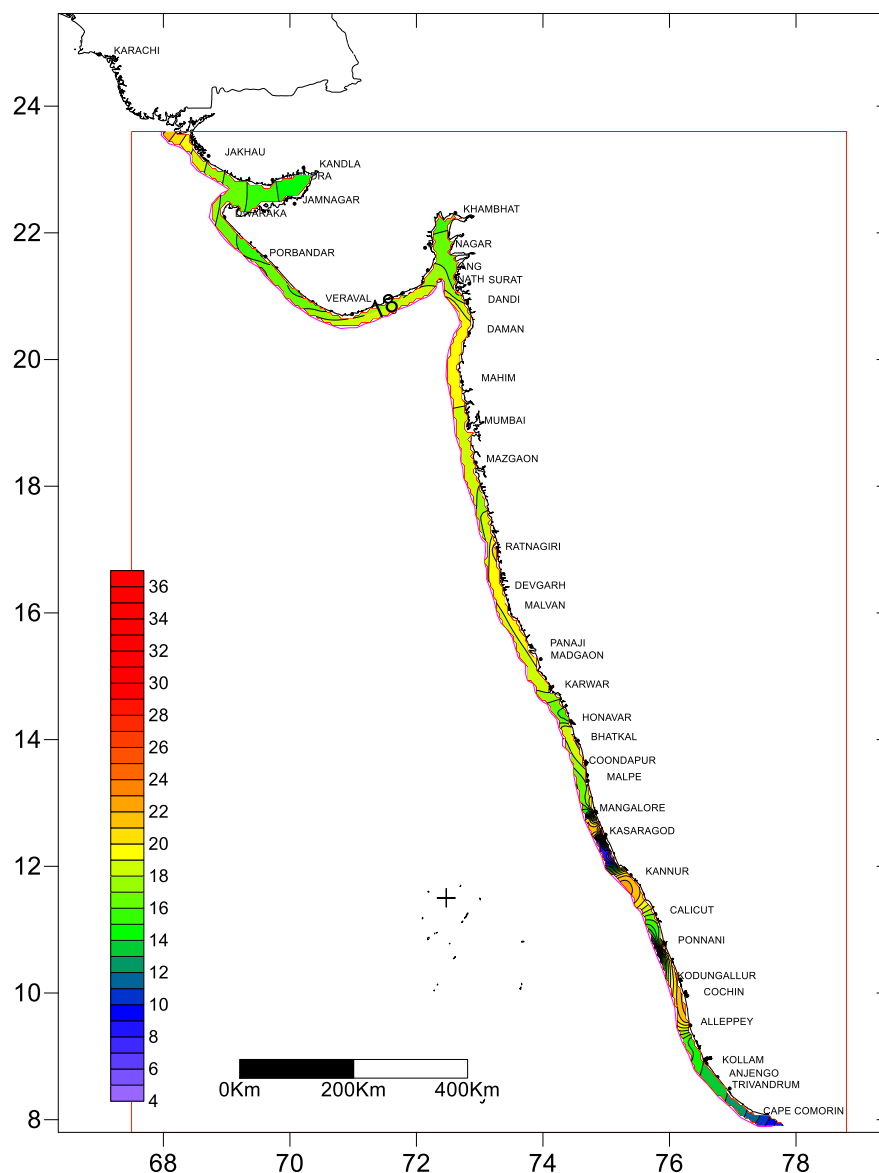 KARACHI
24
JAKHAU
KANDLA
JAMNAGAR
DWARAKA
KHAMBHAT
22
NAGAR
PORBANDAR
ANG
NATH SURAT
VERAVAL
DANDI
DAMAN
20
MAHIM
MUMBAI
MAZGAON
18
RATNAGIRI
DEVGARH
MALVAN
16
PANAJI
MADGAON
KARWAR
HONAVAR
14
BHATKAL
COONDAPUR
MALPE
MANGALORE
KASARAGOD
12
KANNUR
CALICUT
PONNANI
KODUNGALLUR
10
COCHIN
ALLEPPEY
KOLLAM
ANJENGO
TRIVANDRUM
CAPE COMORIN
8
36
34
32
30
28
26
24
22
20
18
16
14
12
10
8
6
4
0Km 200Km 400Km
68 70 72 74 76 78